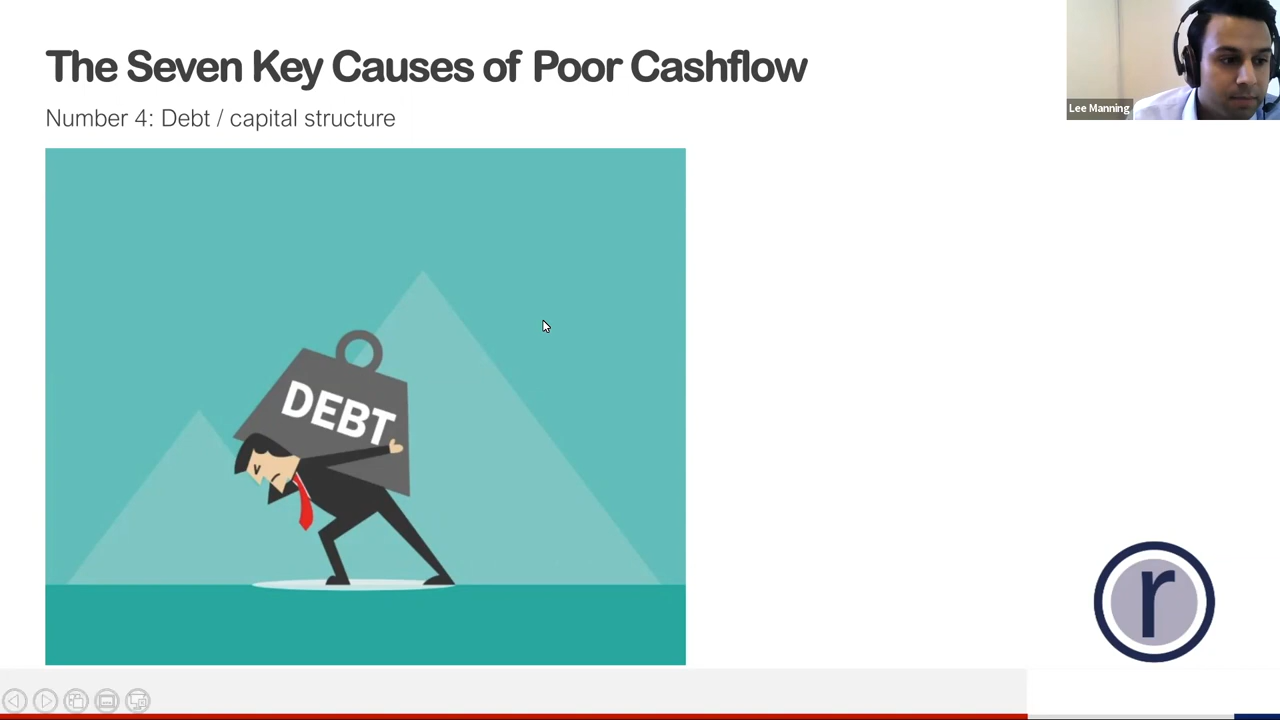 The Seven Key Causes of Poor Cashflow
Number 4: Debt / capital structure
Lee Manning
DEBT
r